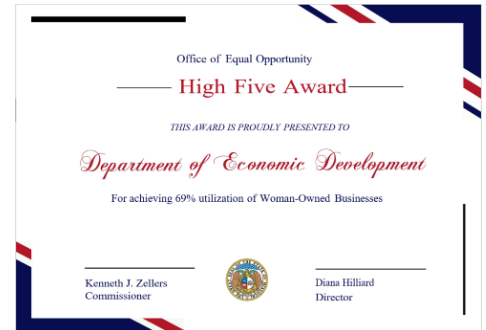 Office of Equal Opportunity
High Five Award
THIS AWARD IS PROUDLY PRESENTED TO
Department of Economic Development
For achieving 69% utilization of Woman-Owned Businesses
Kenneth J. Zellers
Commissioner
Diana Hilliard
Director